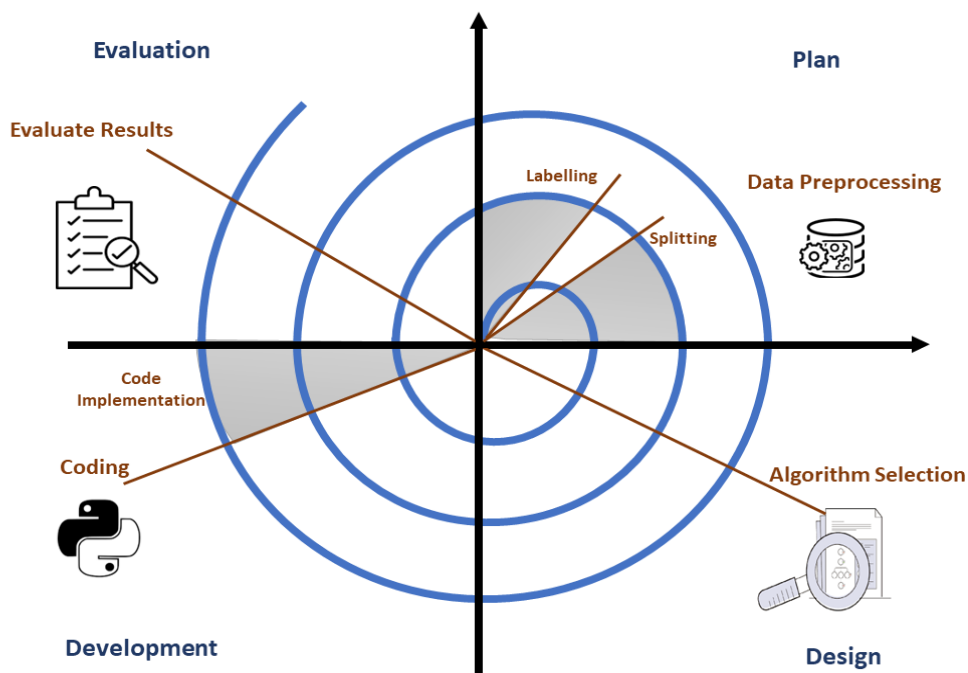 Evaluation
Plan
Evaluate Results
Labelling
Data Preprocessing
Splitting
Code
Implementation
Coding
Algorithm Selection
Development
Design